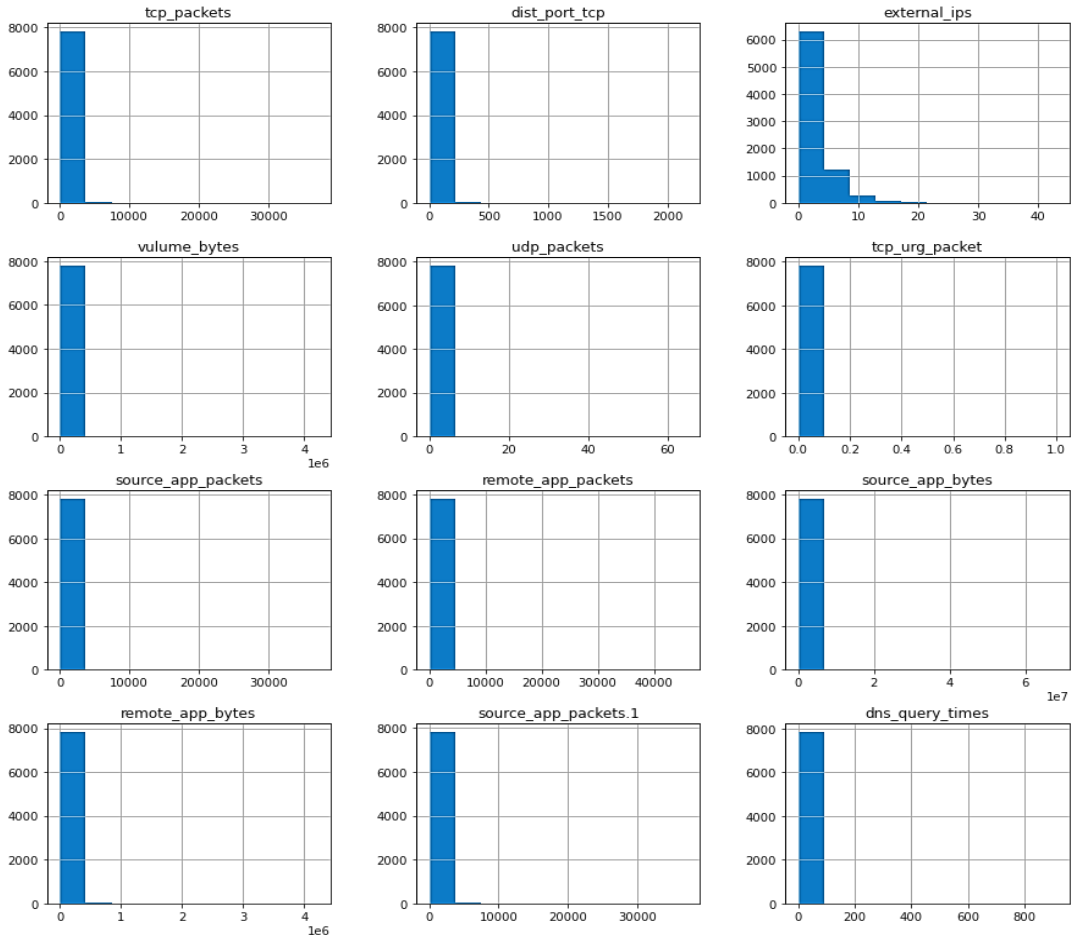 tcp_packets dist_port_tcp external_ips
8000 6000 4000 2000 0
0 10000 20000 30000
8000 6000 4000 2000 0
0 500 1000 1500 2000
6000 5000 4000 3000 2000 1000 0
0 10 20 30 40
vulume_bytes udp_packets tcp_urg_packet
8000 6000 4000 2000 0
0 1 2 3 4
1e6
8000 6000 4000 2000 0
0 20 40 60
8000 6000 4000 2000 0
0.0 0.2 0.4 0.6 0.8 1.0
source_app_packets remote_app_packets source_app_bytes
8000 6000 4000 2000 0
0 10000 20000 30000
8000 6000 4000 2000 0
0 10000 20000 30000 40000
8000 6000 4000 2000 0
0 2 4 6
1e7
remote_app_bytes source_app_packets.1 dns_query_times
8000 6000 4000 2000 0
0 1 2 3 4
1e6
8000 6000 4000 2000 0
0 10000 20000 30000
8000 6000 4000 2000 0
0 200 400 600 800